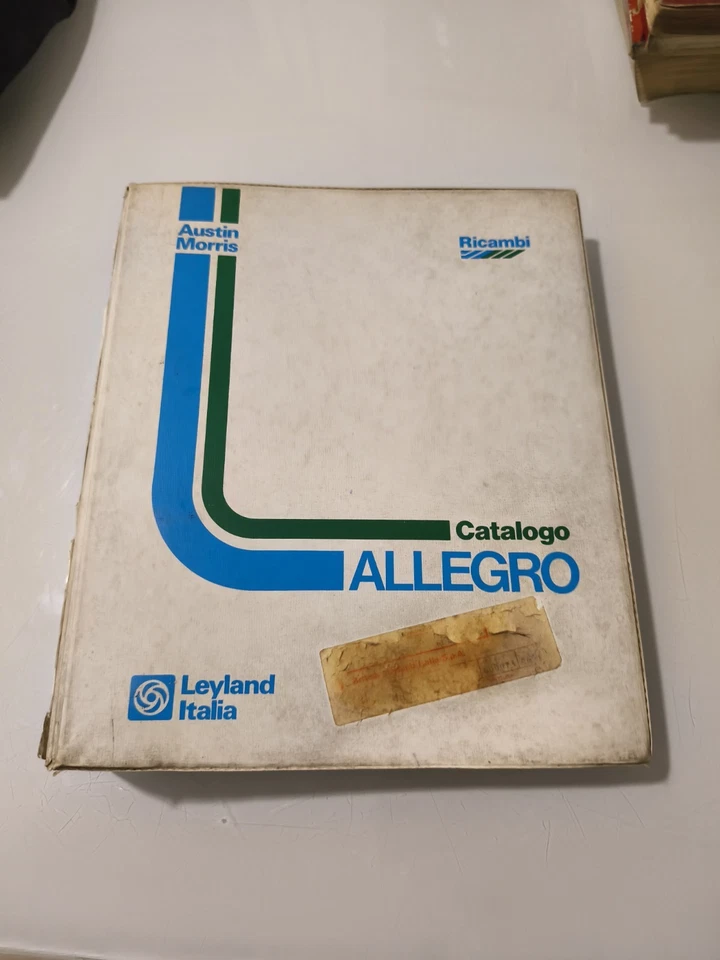 Austin
Morris
Ricambi
Catalogo
ALLEGRO
Leyland
Italia